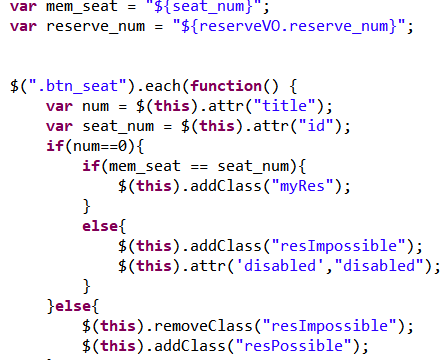 var mem_seat = "${seat_num}";
var reserve_num = "${reserveVO.reserve_num}";
$(".btn_seat").each(function() {
var num = $(this).attr("title");
var seat_num = $(this).attr("id");
if(num==0){
if(mem_seat == seat_num){
$(this).addClass("myRes");
}
else{
$(this).addClass("resImpossible");
$(this).attr('disabled',"disabled");
}
}else{
$(this).removeClass("resImpossible");
$(this).addClass("resPossible");